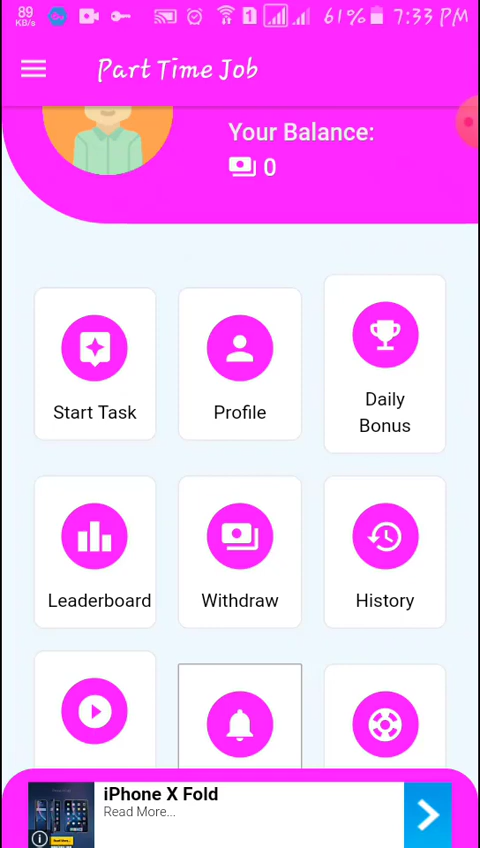 89
KB/s
1
61%
7:33 PM
Part Time Job
Your Balance:
0
Start Task
Profile
Daily
Bonus
Leaderboard
Withdraw
History
iPhone X Fold
Read More...